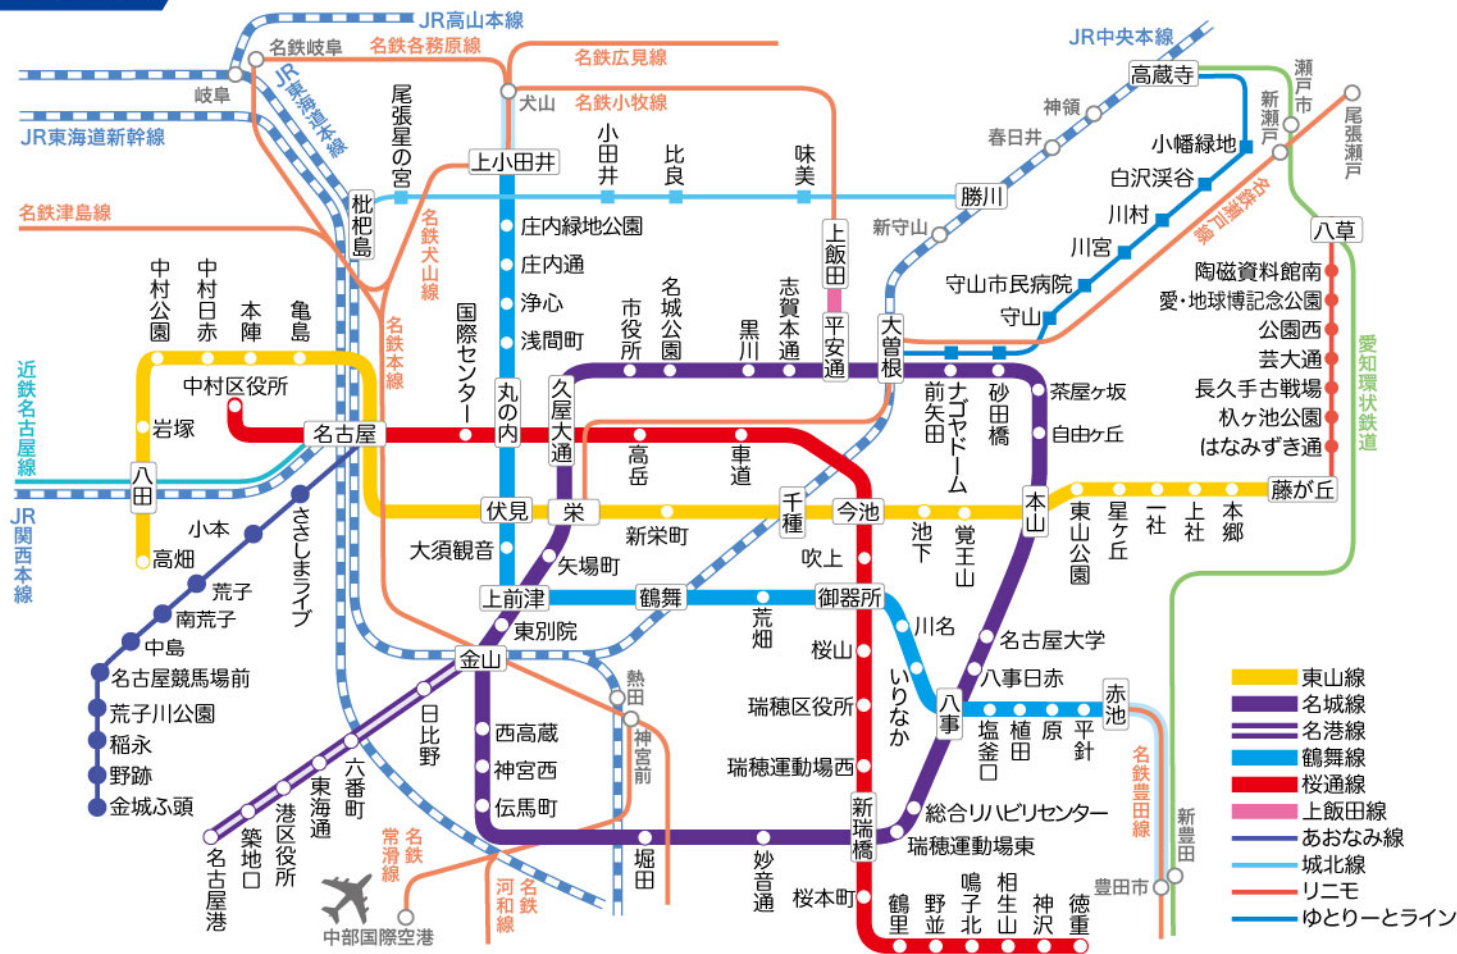 JR高山本線
名鉄岐阜
名鉄各務原線
名鉄広見線
JR中央本線
岐阜
JR東海道本線
犬山
名鉄小牧線
高蔵寺
瀬戸市
新瀬戸
尾張瀬戸
JR東海道新幹線
尾張星の宮
小田井
比良
味美
神領
春日井
上小田井
小幡緑地
白沢渓谷
名鉄津島線
枇杷島
名鉄犬山線
庄内緑地公園
勝川
新守山
川村
名鉄瀬戸線
八草
上飯田
川宮
庄内通
陶磁資料館南
中村公園
中村日赤
本陣
亀島
国際センター
浄心
市役所
名城公園
黒川
志賀本通
守山市民病院
愛・地球博記念公園
守山
公園西
浅間町
名鉄本線
平安通
大曽根
芸大通
愛知環状鉄道
近鉄名古屋線
中村区役所
丸の内
久屋大通
前矢田
ナゴヤドーム
砂田橋
茶屋ヶ坂
長久手古戦場
杁ヶ池公園
岩塚
名古屋
高岳
車道
自由ヶ丘
はなみずき通
八田
JR関西本線
小本
ささしまライブ
伏見
栄
新栄町
千種
今池
池下
覚王山
本山
東山公園
星ヶ丘
一社
上社
本郷
藤が丘
高畑
大須観音
矢場町
吹上
荒子
上前津
鶴舞
荒畑
御器所
南荒子
東別院
川名
名古屋大学
中島
金山
桜山
いりなか
八事日赤
名古屋競馬場前
熱田
八事
赤池
東山線
荒子川公園
日比野
西高蔵
神宮前
瑞穂区役所
塩釜口
植田
原
平針
名城線
稲永
神宮西
瑞穂運動場西
名鉄豊田線
名港線
野跡
六番町
鶴舞線
金城ふ頭
東海通
伝馬町
新瑞橋
総合リハビリセンター
新豊田
桜通線
港区役所
瑞穂運動場東
上飯田線
築地口
名古屋港
名鉄常滑線
名鉄河和線
堀田
妙音通
桜本町
鶴里
野並
鳴子北
相生山
神沢
徳重
豊田市
あおなみ線
城北線
リニモ
中部国際空港
ゆとりーとライン